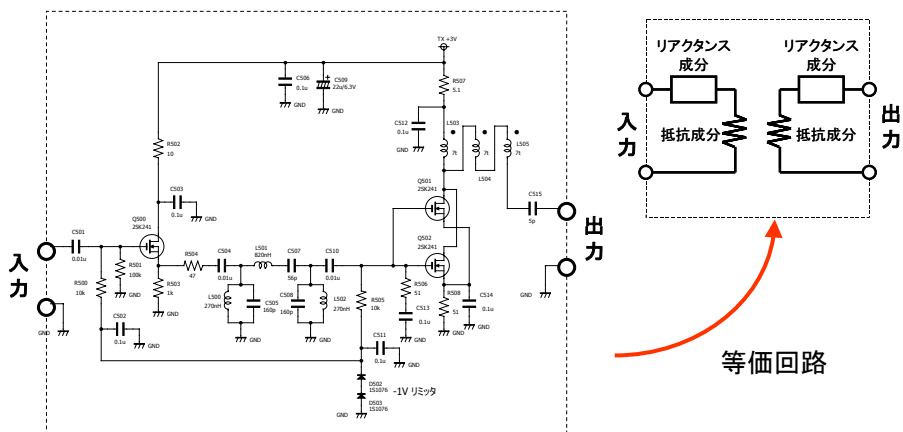 TX +3V
C506
0.1u
GND
C509
22u/6.3V
GND
R507
5.1
C512
0.1u
GND
L503
7t
7t
L504
L505
7t
R502
10
C503
0.1u
GND
Q501
2SK241
C515
5p
出力
Q500
2SK241
C501
0.01u
入力
R501
100k
GND
R500
10k
R503
1k
GND
R504
47
C504
0.01u
L501
820nH
C507
56p
C510
0.01u
Q502
2SK241
GND
L500
270nH
C505
160p
GND
C508
160p
L502
270nH
GND
R505
10k
R506
51
C513
0.1u
GND
R508
51
GND
C514
0.1u
GND
C502
0.1u
GND
C511
0.1u
GND
D502
1S1076
D503
1S1076
-1V リミッタ
GND
リアクタンス
成分
リアクタンス
成分
入力
抵抗成分
抵抗成分
出力
等価回路